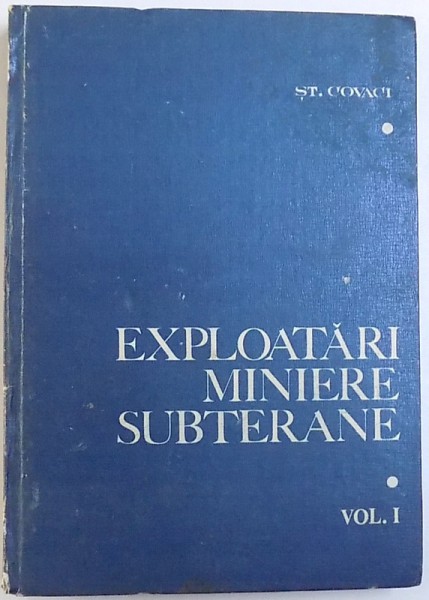 ȘT. COVACI
EXPLOATĂRI
MINIERE
SUBTERANE
VOL. I